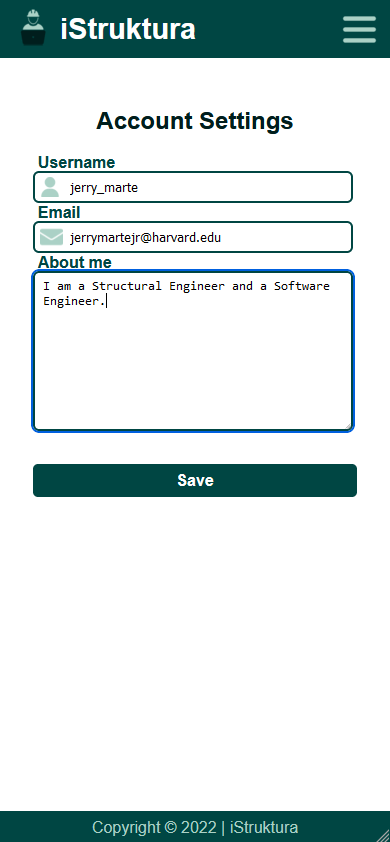 iStruktura
Account Settings
Username
jerry_marte
Email
jerrymartejr@harvard.edu
About me
I am a Structural Engineer and a Software
Engineer.
Save
Copyright © 2022 | iStruktura